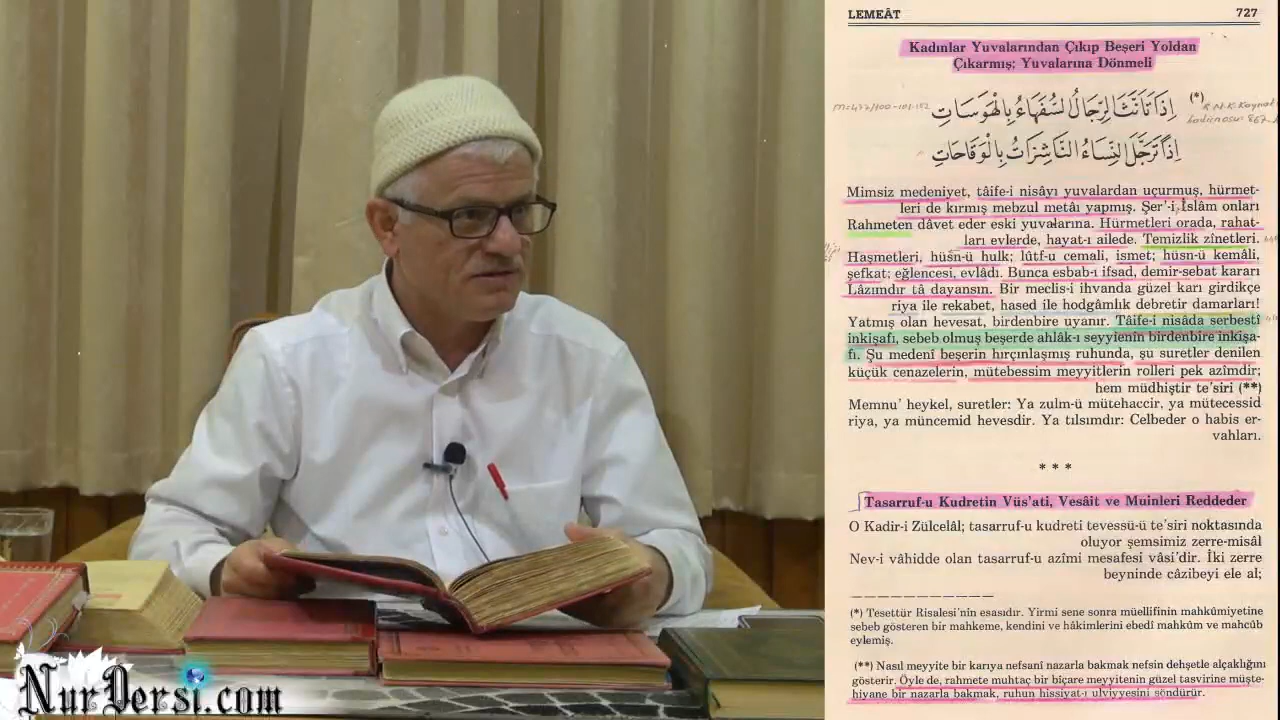 LEMEÂT 727
Kadınlar Yuvalarından Çıkıp Beşeri Yoldan
Çıkarmış; Yuvalarına Dönmeli
(*) اِذَا تَاَنَّثَ الرِّجَالُ السُّفَهَاءُ بِالْهَوَسَاتِ
اِذًا تَرَجَّلَ النِّسَاءُ النَّاشِزَاتُ بِالْوَقَاحَاتِ
Mimsiz medeniyet, tâife-i nisâyı yuvalardan uçurmuş, hürmet-
leri de kırmış mebzul metâı yapmış. Şer'-i İslâm onları
Rahmeten dâvet eder eski yuvalarına. Hürmetleri orada, rahat-
ları evlerde, hayat-ı ailede. Temizlik zînetleri.
Haşmetleri, hüsn-ü hulk; lûtf-u cemali, ismet; hüsn-ü kemâli,
şefkat; eğlencesi, evlâdı. Bunca esbab-ı ifsad, demir-sebat kararı
Lâzımdır tâ dayansın. Bir meclis-i ihvanda güzel karı girdikçe
riya ile rekabet, hased ile hodgâmlık debretir damarları!
Yatmış olan hevesat, birdenbire uyanır. Tâife-i nisâda serbestî
inkişafı, sebeb olmuş beşerde ahlâk-ı seyyienin birdenbire inkişa-
fı. Şu medenî beşerin hırçınlaşmış ruhunda, şu suretler denilen
küçük cenazelerin, mütebessim meyyitlerin rolleri pek azîmdir;
hem müdhiştir te'siri (**)
Memnu' heykel, suretler: Ya zulm-ü mütehaccir, ya mütecessid
riya, ya müncemid hevesdir. Ya tılsımdır: Celbeder o habis er-
vahları.
* * *
Tasarruf-u Kudretin Vüs'ati, Vesâit ve Muinleri Reddeder
O Kadir-i Zülcelâl; tasarruf-u kudreti tevessü-ü te'siri noktasında
oluyor şemsimiz zerre-misâl
Nev-i vâhidde olan tasarruf-u azîmi mesafesi vâsi'dir. İki zerre
beyninde câzibeyi ele al;
(*) Tesettür Risalesi'nîn esasıdır. Yirmi sene sonra müellifinin mahkûmiyetine
sebeb gösteren bir mahkeme, kendini ve hâkimlerini ebedî mahkûm ve mahcûb
eylemiş.
(**) Nasıl meyyite bir karıya nefsanî nazarla bakmak nefsin dehşetle alçaklığını
gösterir. Öyle de, rahmete muhtaç bir bîçare meyyitenin güzel tasvirine müşte-
hiyane bir nazarla bakmak, ruhun hissiyat-ı ulviyyesini söndürür.
NurDersi.com